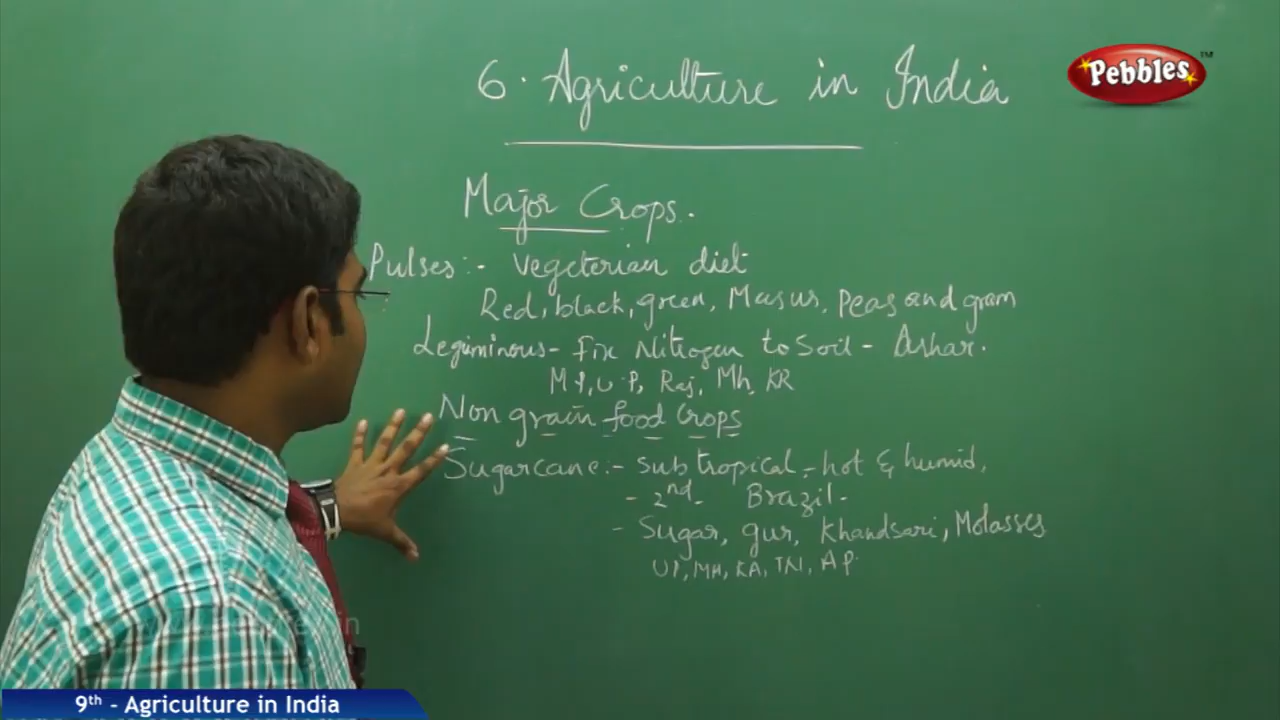 6. Agriculture in India
Pebbles™
Major Crops.
Pulses:- Vegeterian diet
Red, black, green, Masur, Peas and gram
Leguminous - fix Nitrogen to Soil - Arhar.
MP, U.P, Raj, Mh, KR
Non grain food Crops
Sugarcane:- Sub tropical - hot & humid,
- 2nd - Brazil -
- Sugar, gur, Khandsari, Molasses
UP, MH, KA, TN, AP.
9th - Agriculture in India